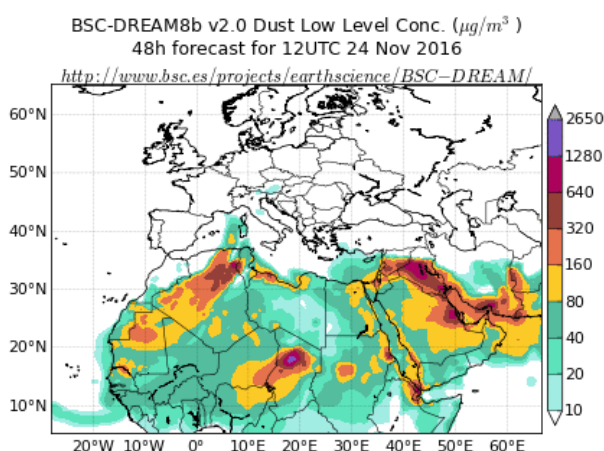 BSC-DREAM8b v2.0 Dust Low Level Conc. (μg/m³ )
48h forecast for 12UTC 24 Nov 2016
http://www.bsc.es/projects/earthscience/BSC−DREAM/
60°N
50°N
40°N
30°N
20°N
10°N
20°W 10°W 0° 10°E 20°E 30°E 40°E 50°E 60°E
2650
1280
640
320
160
80
40
20
10